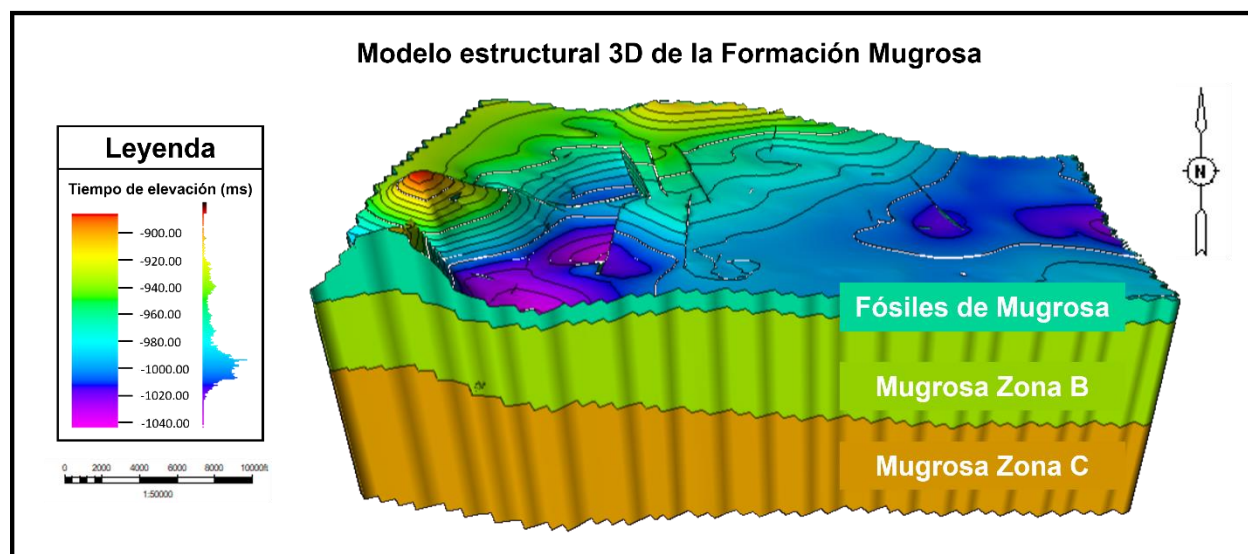 Modelo estructural 3D de la Formación Mugrosa
Leyenda
Tiempo de elevación (ms)
-900.00
-920.00
-940.00
-960.00
-980.00
-1000.00
-1020.00
-1040.00
0 2000 4000 6000 8000 10000ft
1:50000
N
Fósiles de Mugrosa
Mugrosa Zona B
Mugrosa Zona C